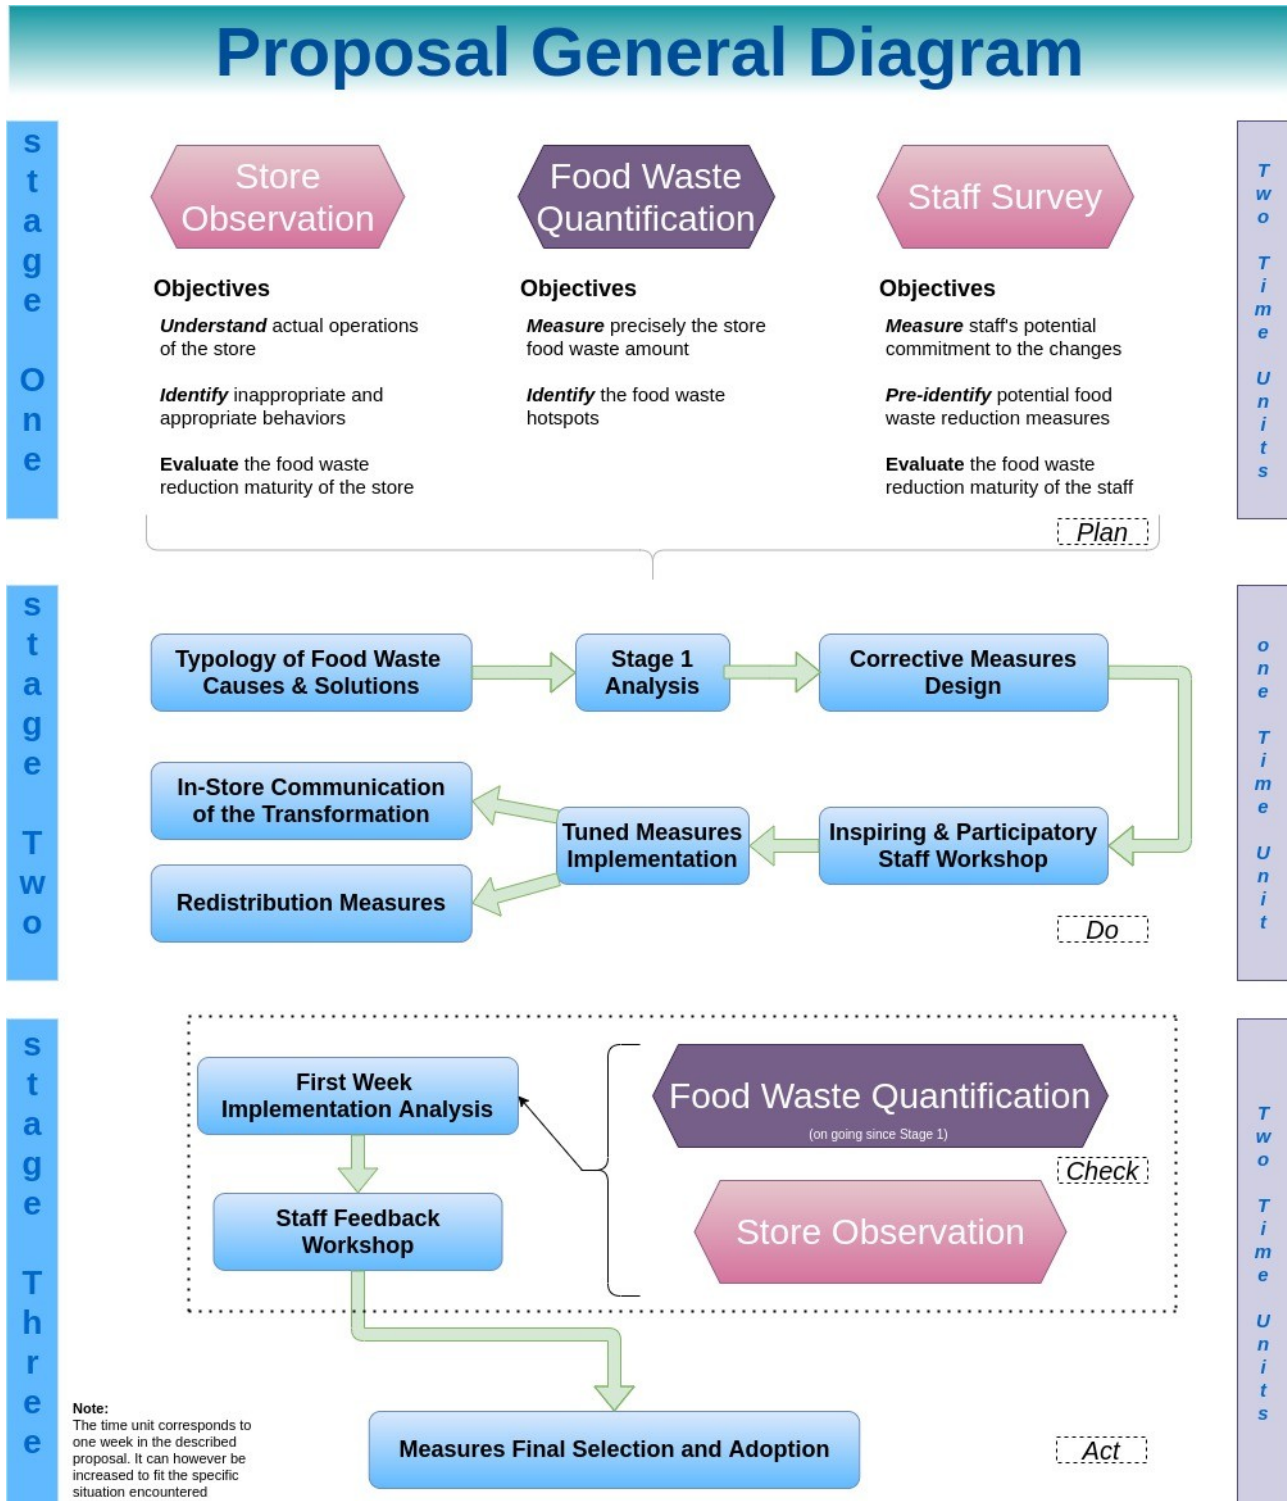 Proposal General Diagram
stage One
Two Time Units
Store
Observation
Food Waste
Quantification
Staff Survey
Objectives
Understand actual operations
of the store
Identify inappropriate and
appropriate behaviors
Evaluate the food waste
reduction maturity of the store
Objectives
Measure precisely the store
food waste amount
Identify the food waste
hotspots
Objectives
Measure staff's potential
commitment to the changes
Pre-identify potential food
waste reduction measures
Evaluate the food waste
reduction maturity of the staff
Plan
stage Two
one Time Unit
Typology of Food Waste
Causes & Solutions
Stage 1
Analysis
Corrective Measures
Design
Inspiring & Participatory
Staff Workshop
Tuned Measures
Implementation
In-Store Communication
of the Transformation
Redistribution Measures
Do
stage Three
Two Time Units
First Week
Implementation Analysis
Food Waste Quantification
(on going since Stage 1)
Check
Staff Feedback
Workshop
Store Observation
Measures Final Selection and Adoption
Act
Note:
The time unit corresponds to
one week in the described
proposal. It can however be
increased to fit the specific
situation encountered